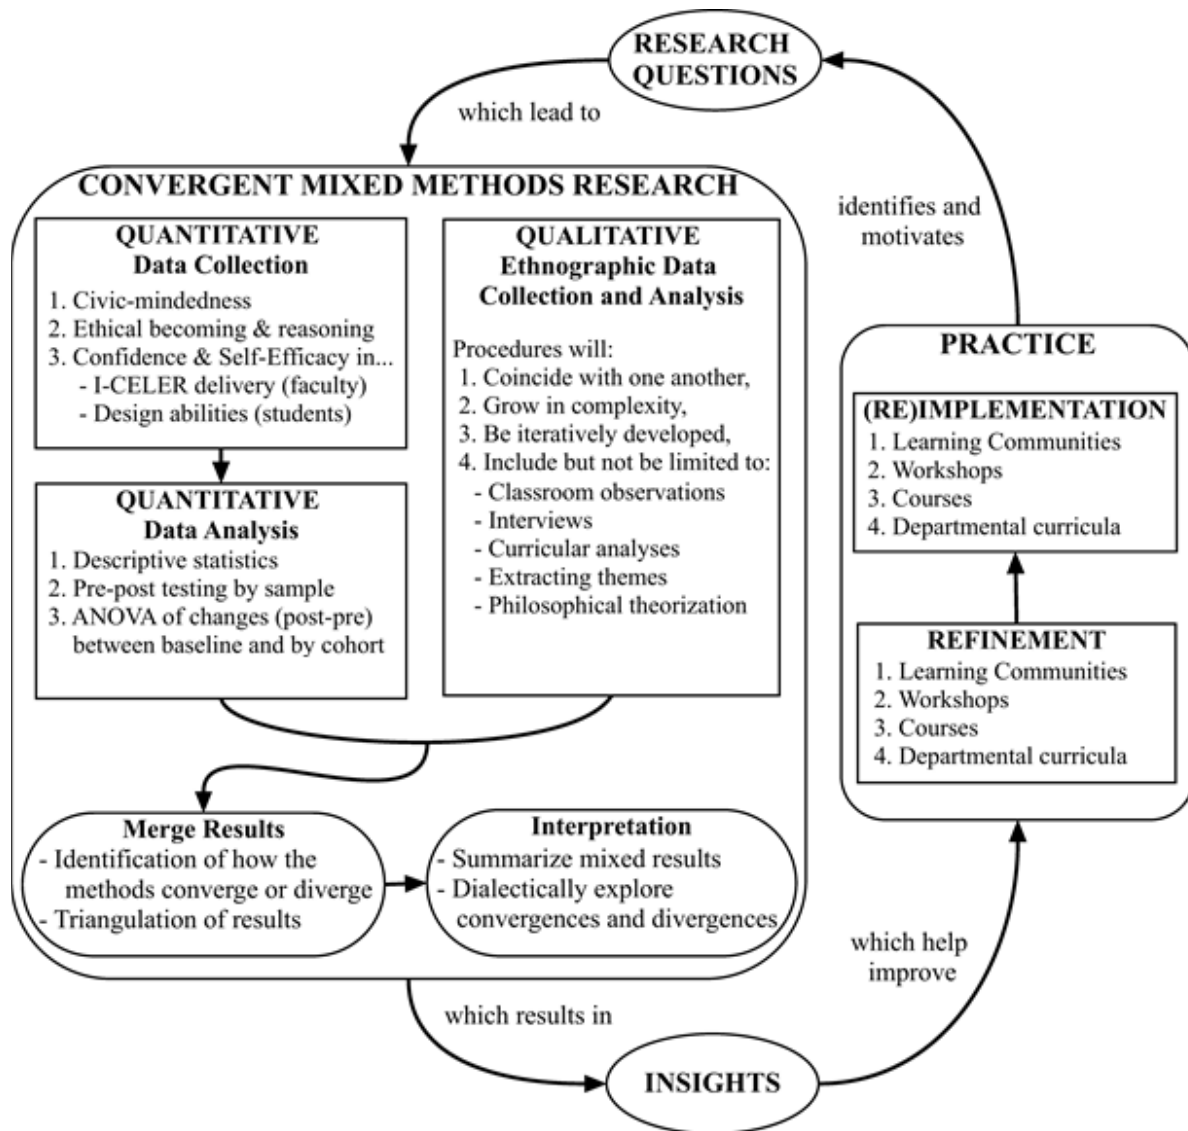 RESEARCH
QUESTIONS
which lead to
CONVERGENT MIXED METHODS RESEARCH
QUANTITATIVE
Data Collection
1. Civic-mindedness
2. Ethical becoming & reasoning
3. Confidence & Self-Efficacy in...
- I-CELER delivery (faculty)
- Design abilities (students)
QUANTITATIVE
Data Analysis
1. Descriptive statistics
2. Pre-post testing by sample
3. ANOVA of changes (post-pre)
between baseline and by cohort
QUALITATIVE
Ethnographic Data
Collection and Analysis
Procedures will:
1. Coincide with one another,
2. Grow in complexity,
3. Be iteratively developed,
4. Include but not be limited to:
- Classroom observations
- Interviews
- Curricular analyses
- Extracting themes
- Philosophical theorization
Merge Results
- Identification of how the
methods converge or diverge
- Triangulation of results
Interpretation
- Summarize mixed results
- Dialectically explore
convergences and divergences
which results in
INSIGHTS
which help
improve
PRACTICE
(RE)IMPLEMENTATION
1. Learning Communities
2. Workshops
3. Courses
4. Departmental curricula
REFINEMENT
1. Learning Communities
2. Workshops
3. Courses
4. Departmental curricula
identifies and
motivates